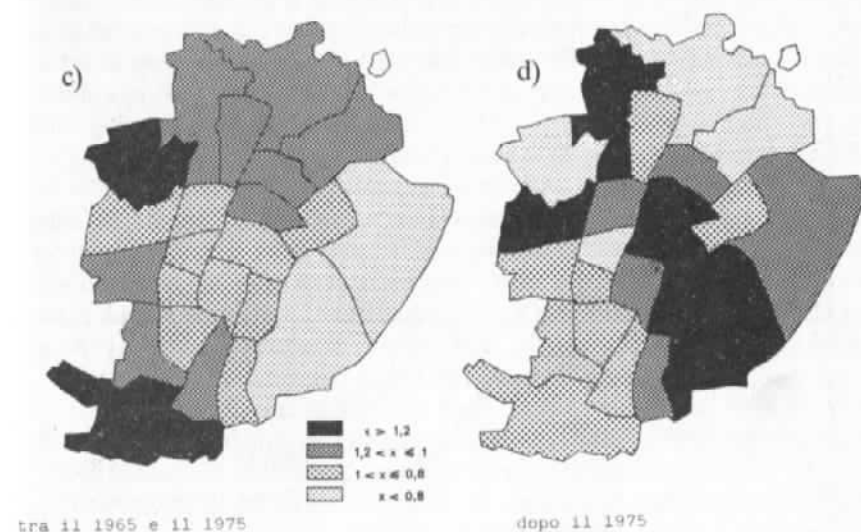 c)
d)
x > 1,2
1,2 < x ≤ 1
1 < x ≤ 0,8
x < 0,8
tra il 1965 e il 1975
dopo il 1975